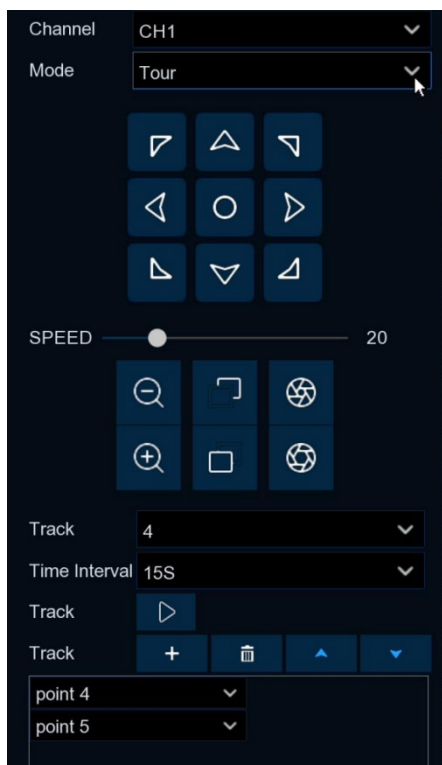 Channel CH1
Mode Tour
SPEED 20
Track 4
Time Interval 15S
Track
Track
point 4
point 5